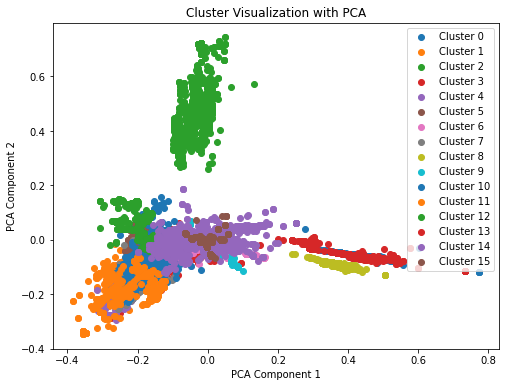 Cluster Visualization with PCA
PCA Component 2
0.6
0.4
0.2
0.0
−0.2
−0.4
Cluster 0
Cluster 1
Cluster 2
Cluster 3
Cluster 4
Cluster 5
Cluster 6
Cluster 7
Cluster 8
Cluster 9
Cluster 10
Cluster 11
Cluster 12
Cluster 13
Cluster 14
Cluster 15
−0.4 −0.2 0.0 0.2 0.4 0.6 0.8
PCA Component 1